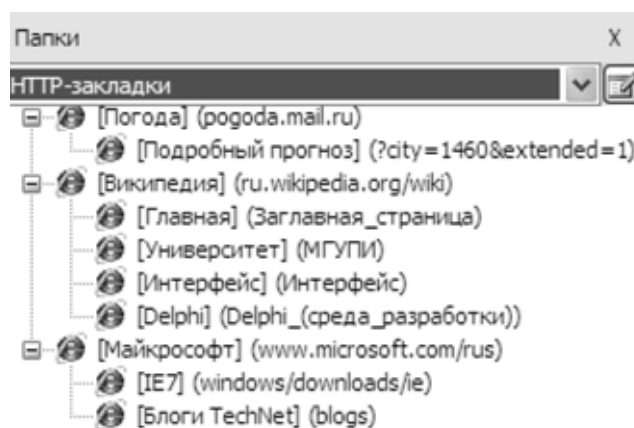 Папки X
HTTP-закладки
[Погода] (pogoda.mail.ru)
[Подробный прогноз] (?city=1460&extended=1)
[Википедия] (ru.wikipedia.org/wiki)
[Главная] (Заглавная_страница)
[Университет] (МГУПИ)
[Интерфейс] (Интерфейс)
[Delphi] (Delphi_(среда_разработки))
[Майкрософт] (www.microsoft.com/rus)
[IE7] (windows/downloads/ie)
[Блоги TechNet] (blogs)